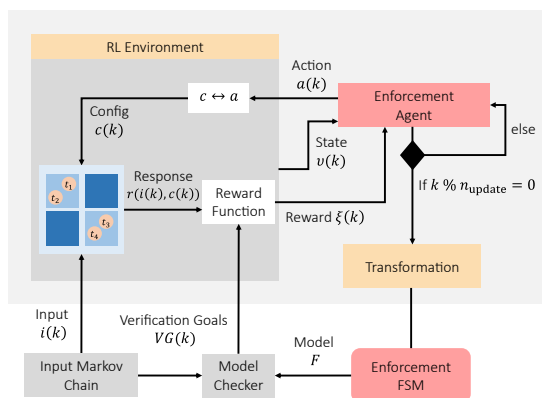 RL Environment
Action
a(k)
c ↔ a
Enforcement
Agent
else
Config
c(k)
State
υ(k)
t₁
t₂
t₃
t₄
Response
r(i(k), c(k))
Reward
Function
Reward ξ(k)
If k % n_update = 0
Transformation
Input
i(k)
Verification Goals
VG(k)
Model
F
Input Markov
Chain
Model
Checker
Enforcement
FSM